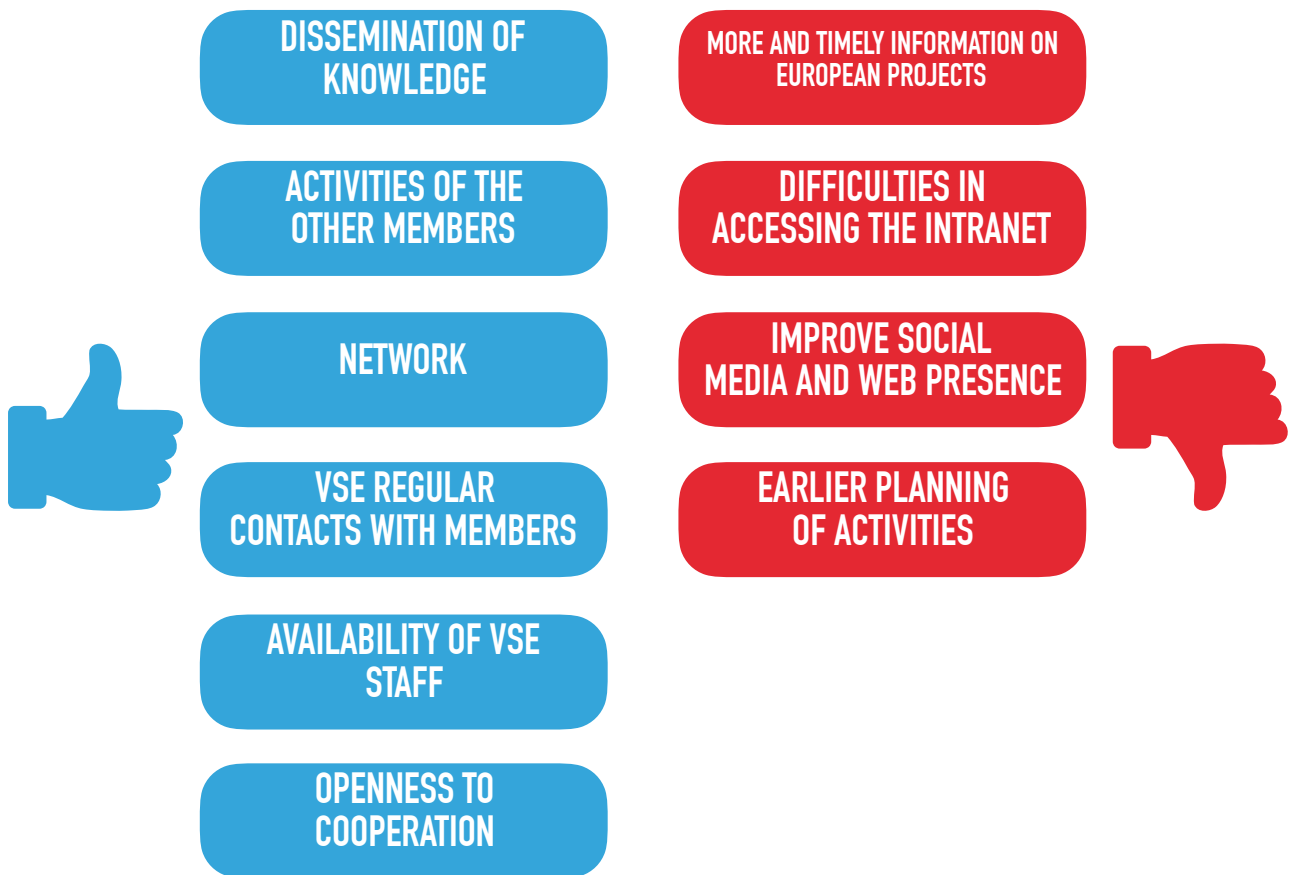 DISSEMINATION OF
KNOWLEDGE
ACTIVITIES OF THE
OTHER MEMBERS
NETWORK
VSE REGULAR
CONTACTS WITH MEMBERS
AVAILABILITY OF VSE
STAFF
OPENNESS TO
COOPERATION
MORE AND TIMELY INFORMATION ON
EUROPEAN PROJECTS
DIFFICULTIES IN
ACCESSING THE INTRANET
IMPROVE SOCIAL
MEDIA AND WEB PRESENCE
EARLIER PLANNING
OF ACTIVITIES